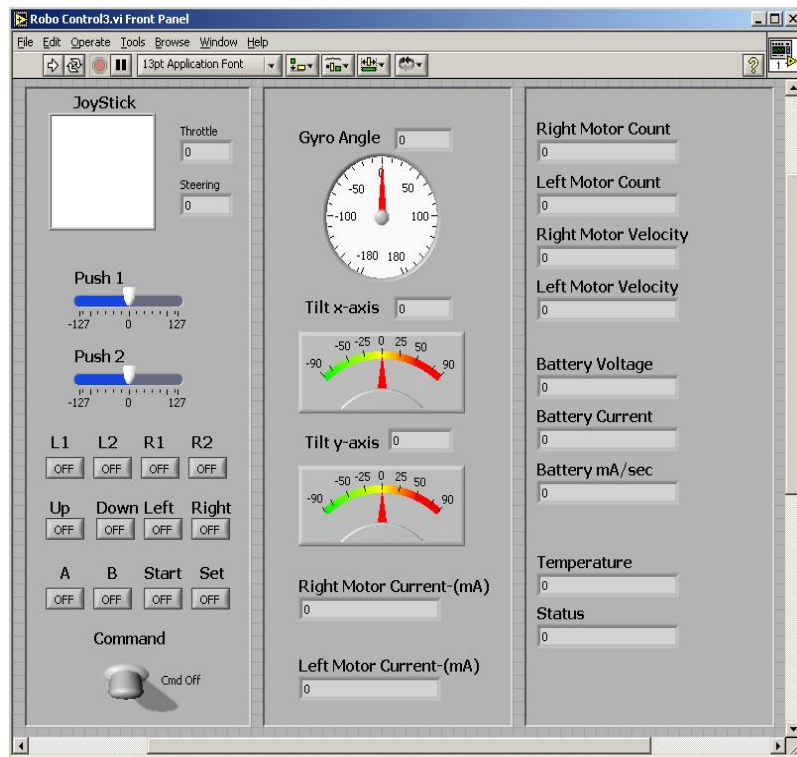 Robo Control3.vi Front Panel
File Edit Operate Tools Browse Window Help
13pt Application Font
? 1
JoyStick
Throttle
0
Steering
0
Push 1
-127 0 127
Push 2
-127 0 127
L1 L2 R1 R2
OFF OFF OFF OFF
Up Down Left Right
OFF OFF OFF OFF
A B Start Set
OFF OFF OFF OFF
Command
Cmd Off
Gyro Angle 0
0
-50 50
-100 100
-180 180
Tilt x-axis 0
-90 -50 -25 0 25 50 90
Tilt y-axis 0
-90 -50 -25 0 25 50 90
Right Motor Current-(mA)
0
Left Motor Current-(mA)
0
Right Motor Count
0
Left Motor Count
0
Right Motor Velocity
0
Left Motor Velocity
0
Battery Voltage
0
Battery Current
0
Battery mA/sec
0
Temperature
0
Status
0